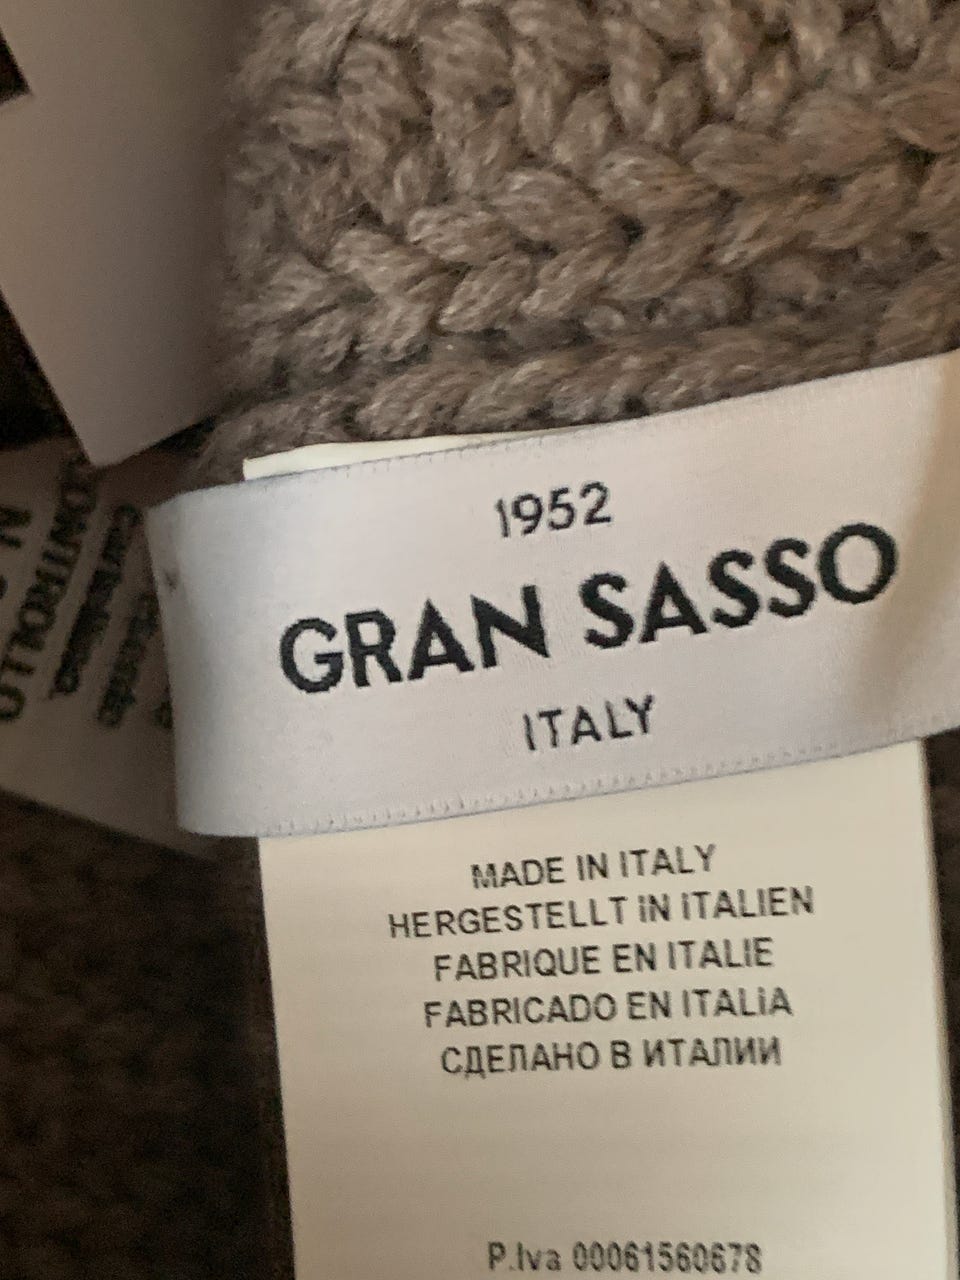 1952
GRAN SASSO
ITALY
MADE IN ITALY
HERGESTELLT iN iTALIEN
FABRIQUE EN ITALIE
FABRICADO EN ITALiA
СДЕЛАНО В ИТАЛИИ
P.Iva 00061560678
CONTROLLO
N